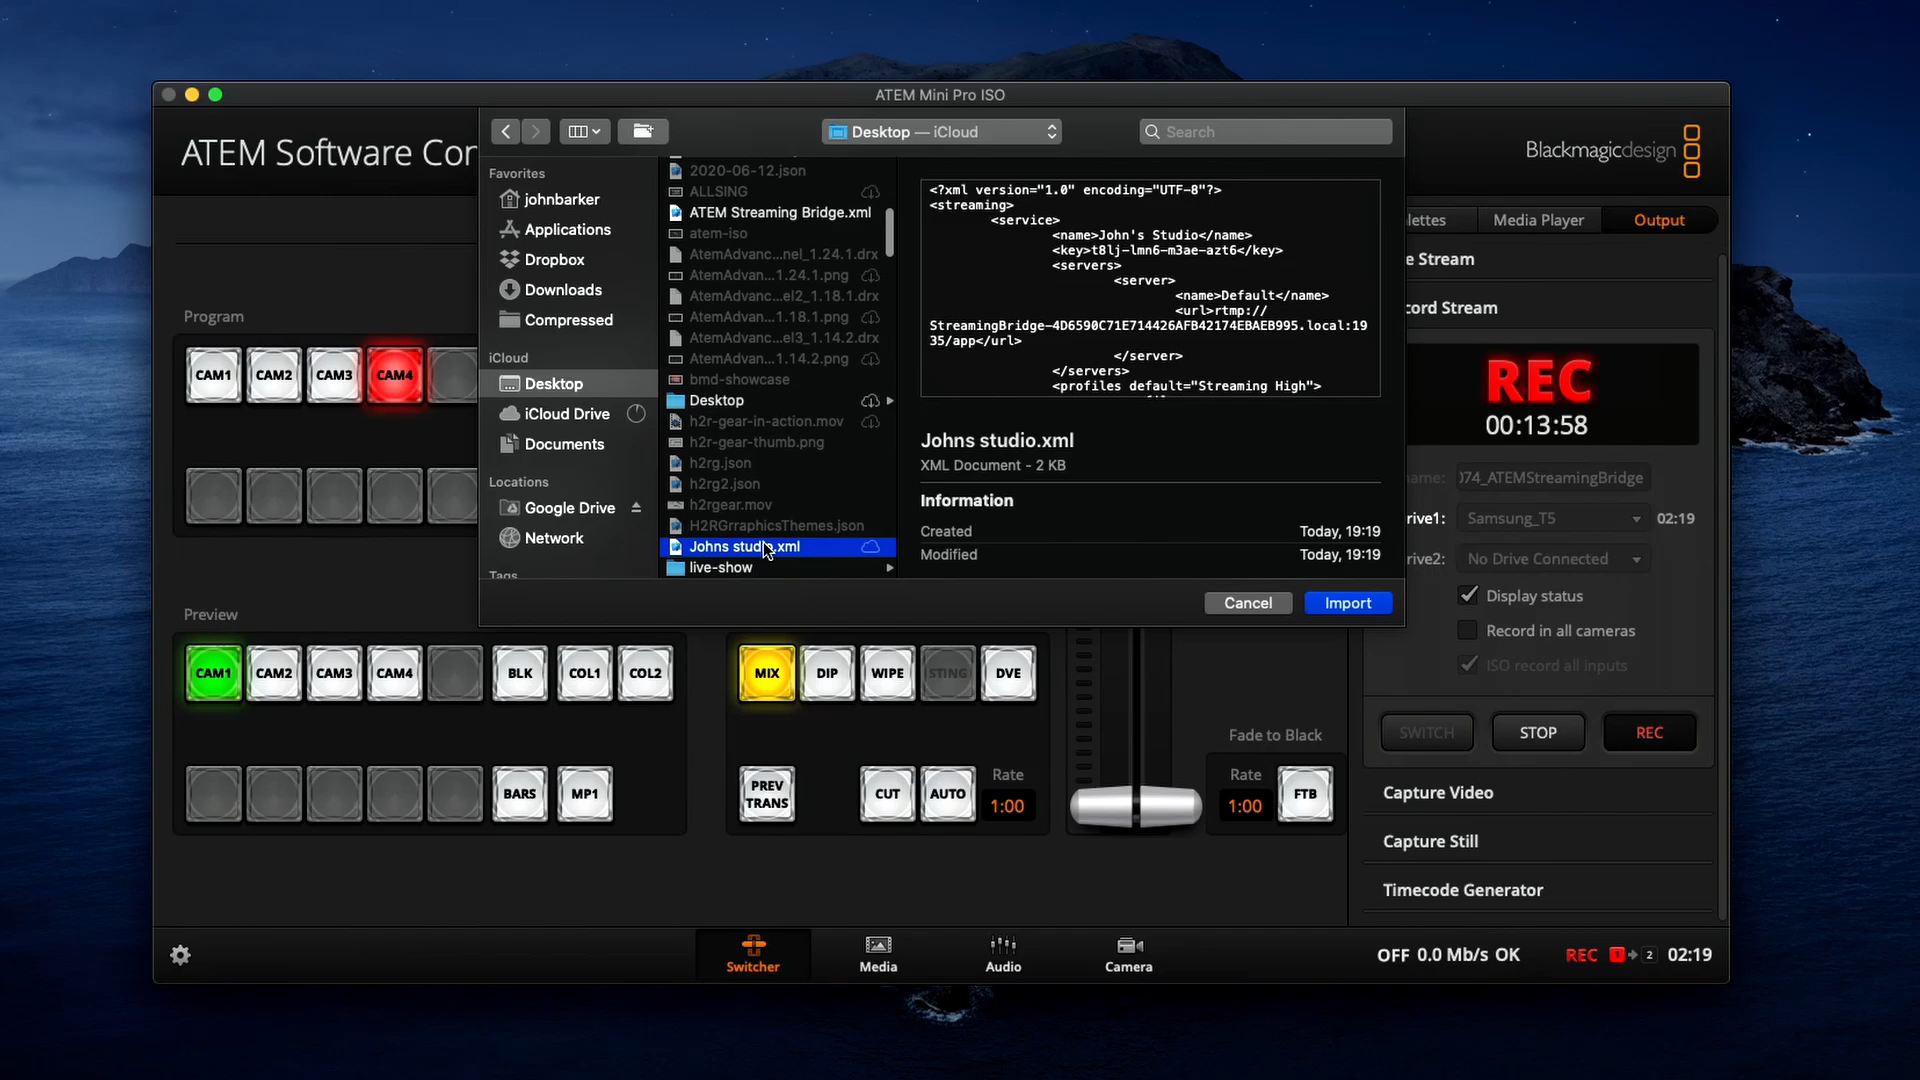 ATEM Mini Pro ISO
ATEM Software Con
Blackmagicdesign
Desktop — iCloud
Search
Favorites
johnbarker
Applications
Dropbox
Downloads
Compressed
iCloud
Desktop
iCloud Drive
Documents
Locations
Google Drive
Network
Tags
2020-06-12.json
ALLSING
ATEM Streaming Bridge.xml
atem-iso
AtemAdvanc...nel_1.24.1.drx
AtemAdvan...1.24.1.png
AtemAdvanc...el2_1.18.1.drx
AtemAdvan...1.18.1.png
AtemAdvanc...el3_1.14.2.drx
AtemAdvan...1.14.2.png
bmd-showcase
Desktop
h2r-gear-in-action.mov
h2r-gear-thumb.png
h2rg.json
h2rg2.json
h2rgear.mov
H2RGrraphicsThemes.json
Johns studio.xml
live-show
<?xml version="1.0" encoding="UTF-8"?>
<streaming>
<service>
<name>John's Studio</name>
<key>t8lj-lmn6-m3ae-azt6</key>
<servers>
<server>
<name>Default</name>
<url>rtmp://
StreamingBridge-4D6590C71E714426AFB42174EBAEB995.local:19
35/app</url>
</server>
</servers>
<profiles default="Streaming High">
Johns studio.xml
XML Document - 2 KB
Information
Created Today, 19:19
Modified Today, 19:19
Cancel Import
lettes Media Player Output
e Stream
cord Stream
REC
00:13:58
ame: 074_ATEMStreamingBridge
rive1: Samsung_T5 02:19
rive2: No Drive Connected
Display status
Record in all cameras
ISO record all inputs
SWITCH STOP REC
Capture Video
Capture Still
Timecode Generator
Program
CAM1 CAM2 CAM3 CAM4
Preview
CAM1 CAM2 CAM3 CAM4 BLK COL1 COL2
BARS MP1
MIX DIP WIPE STING DVE
PREV
TRANS
CUT AUTO
Rate
1:00
Fade to Black
Rate
1:00
FTB
Switcher Media Audio Camera
OFF 0.0 Mb/s OK REC 1 2 02:19